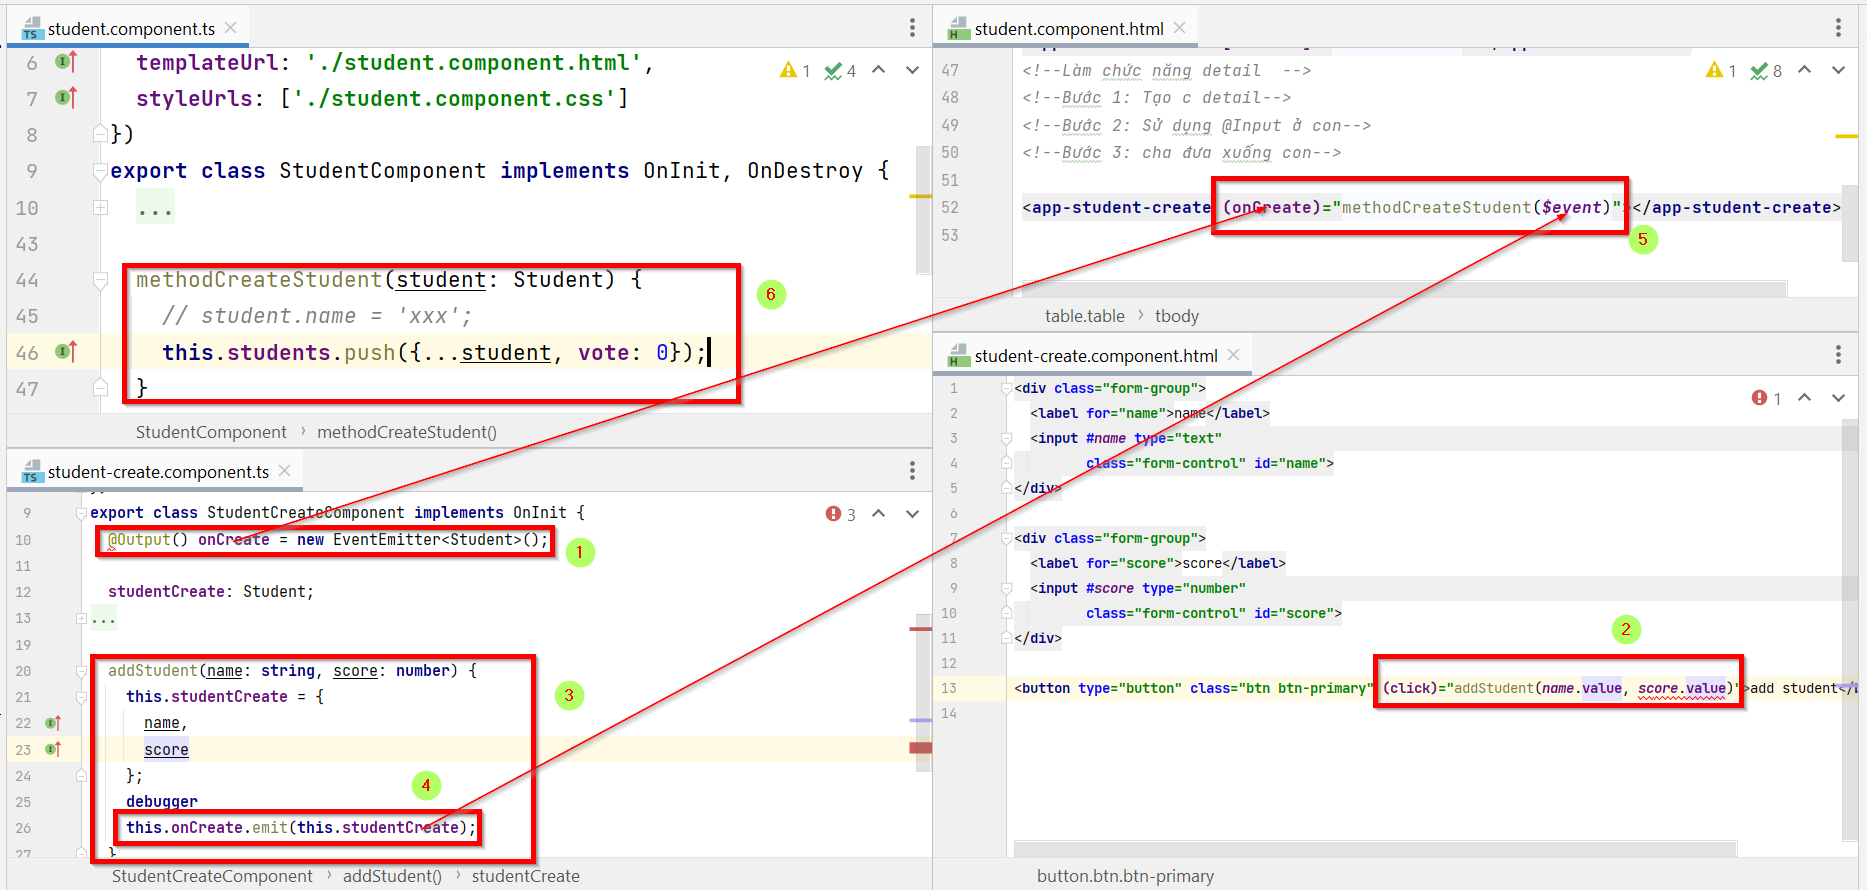 student.component.ts
1 4
6 templateUrl: './student.component.html',
7 styleUrls: ['./student.component.css']
8 })
9 export class StudentComponent implements OnInit, OnDestroy {
10 ...
43
44 methodCreateStudent(student: Student) {
45 // student.name = 'xxx';
46 this.students.push({...student, vote: 0});
47 }
6
StudentComponent › methodCreateStudent()
student.component.html
1 8
47 <!--Làm chức năng detail -->
48 <!--Bước 1: Tạo c detail-->
49 <!--Bước 2: Sử dụng @Input ở con-->
50 <!--Bước 3: cha đưa xuống con-->
51
52 <app-student-create (onCreate)="methodCreateStudent($event)"></app-student-create>
53
5
table.table › tbody
student-create.component.ts
3
9 export class StudentCreateComponent implements OnInit {
10 @Output() onCreate = new EventEmitter<Student>();
1
11
12 studentCreate: Student;
13 ...
19
20 addStudent(name: string, score: number) {
21 this.studentCreate = {
22 name,
23 score
24 };
25 debugger
26 this.onCreate.emit(this.studentCreate);
27 }
3
4
StudentCreateComponent › addStudent() › studentCreate
student-create.component.html
1
1 <div class="form-group">
2 <label for="name">name</label>
3 <input #name type="text"
4 class="form-control" id="name">
5 </div>
6
7 <div class="form-group">
8 <label for="score">score</label>
9 <input #score type="number"
10 class="form-control" id="score">
11 </div>
12
13 <button type="button" class="btn btn-primary" (click)="addStudent(name.value, score.value)">add student</
14
2
button.btn.btn-primary